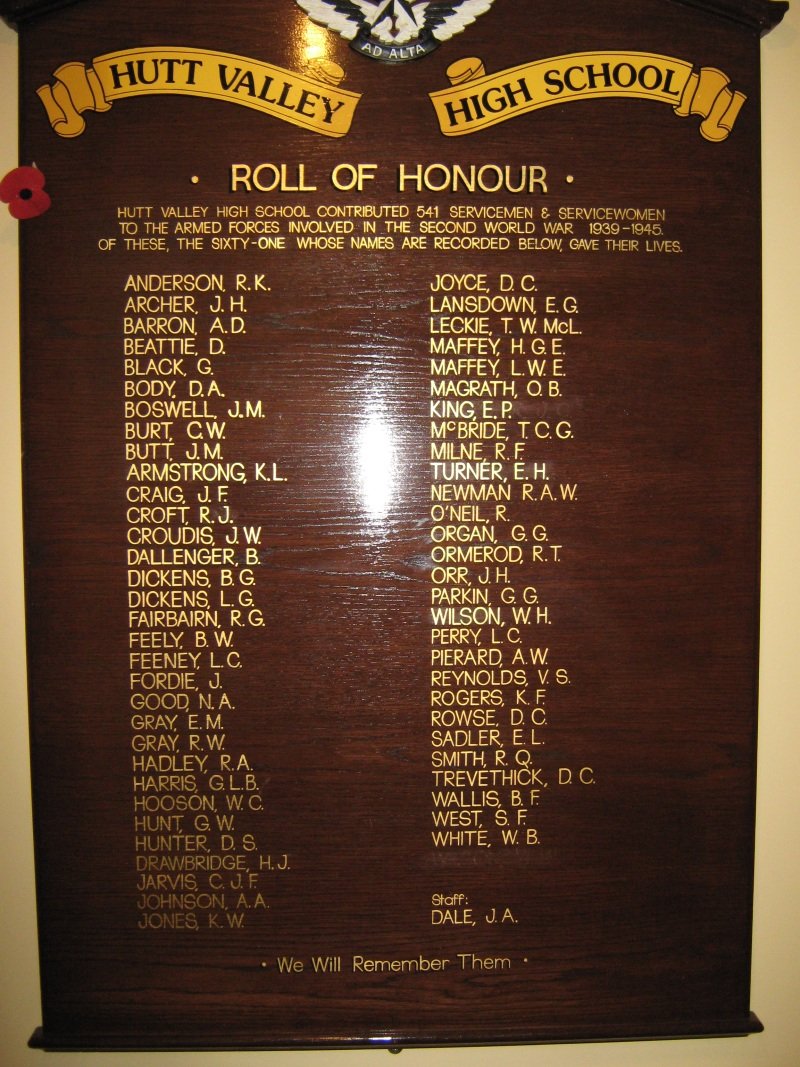 AD ALTA
HUTT VALLEY HIGH SCHOOL
· ROLL OF HONOUR ·
HUTT VALLEY HIGH SCHOOL CONTRIBUTED 541 SERVICEMEN & SERVICEWOMEN
TO THE ARMED FORCES INVOLVED IN THE SECOND WORLD WAR 1939-1945.
OF THESE, THE SIXTY-ONE WHOSE NAMES ARE RECORDED BELOW, GAVE THEIR LIVES.
ANDERSON, R.K.
ARCHER, J.H.
BARRON, A.D.
BEATTIE, D.
BLACK, G.
BODY, D.A.
BOSWELL, J.M.
BURT, C.W.
BUTT, J.M.
ARMSTRONG, K.L.
CRAIG, J.F.
CROFT, R.J.
CROUDIS, J.W.
DALLENGER, B.
DICKENS, B.G.
DICKENS, L.G.
FAIRBAIRN, R.G.
FEELY, B.W.
FEENEY, L.C.
FORDIE, J.
GOOD, N.A.
GRAY, E.M.
GRAY, R.W.
HADLEY, R.A.
HARRIS, G.L.B.
HOOSON, W.C.
HUNT, G.W.
HUNTER, D.S.
DRAWBRIDGE, H.J.
JARVIS, C.J.F.
JOHNSON, A.A.
JONES, K.W.
JOYCE, D.C.
LANSDOWN, E.G.
LECKIE, T.W. McL.
MAFFEY, H.G.E.
MAFFEY, L.W.E.
MAGRATH, O.B.
KING, E.P.
McBRIDE, T.C.G.
MILNE, R.F.
TURNER, E.H.
NEWMAN R.A.W.
O'NEIL, R.
ORGAN, G.G.
ORMEROD, R.T.
ORR, J.H.
PARKIN, G.G.
WILSON, W.H.
PERRY, L.C.
PIERARD, A.W.
REYNOLDS, V.S.
ROGERS, K.F.
ROWSE, D.C.
SADLER, E.L.
SMITH, R.Q.
TREVETHICK, D.C.
WALLIS, B.F.
WEST, S.F.
WHITE, W.B.
Staff:
DALE, J.A.
· We Will Remember Them ·